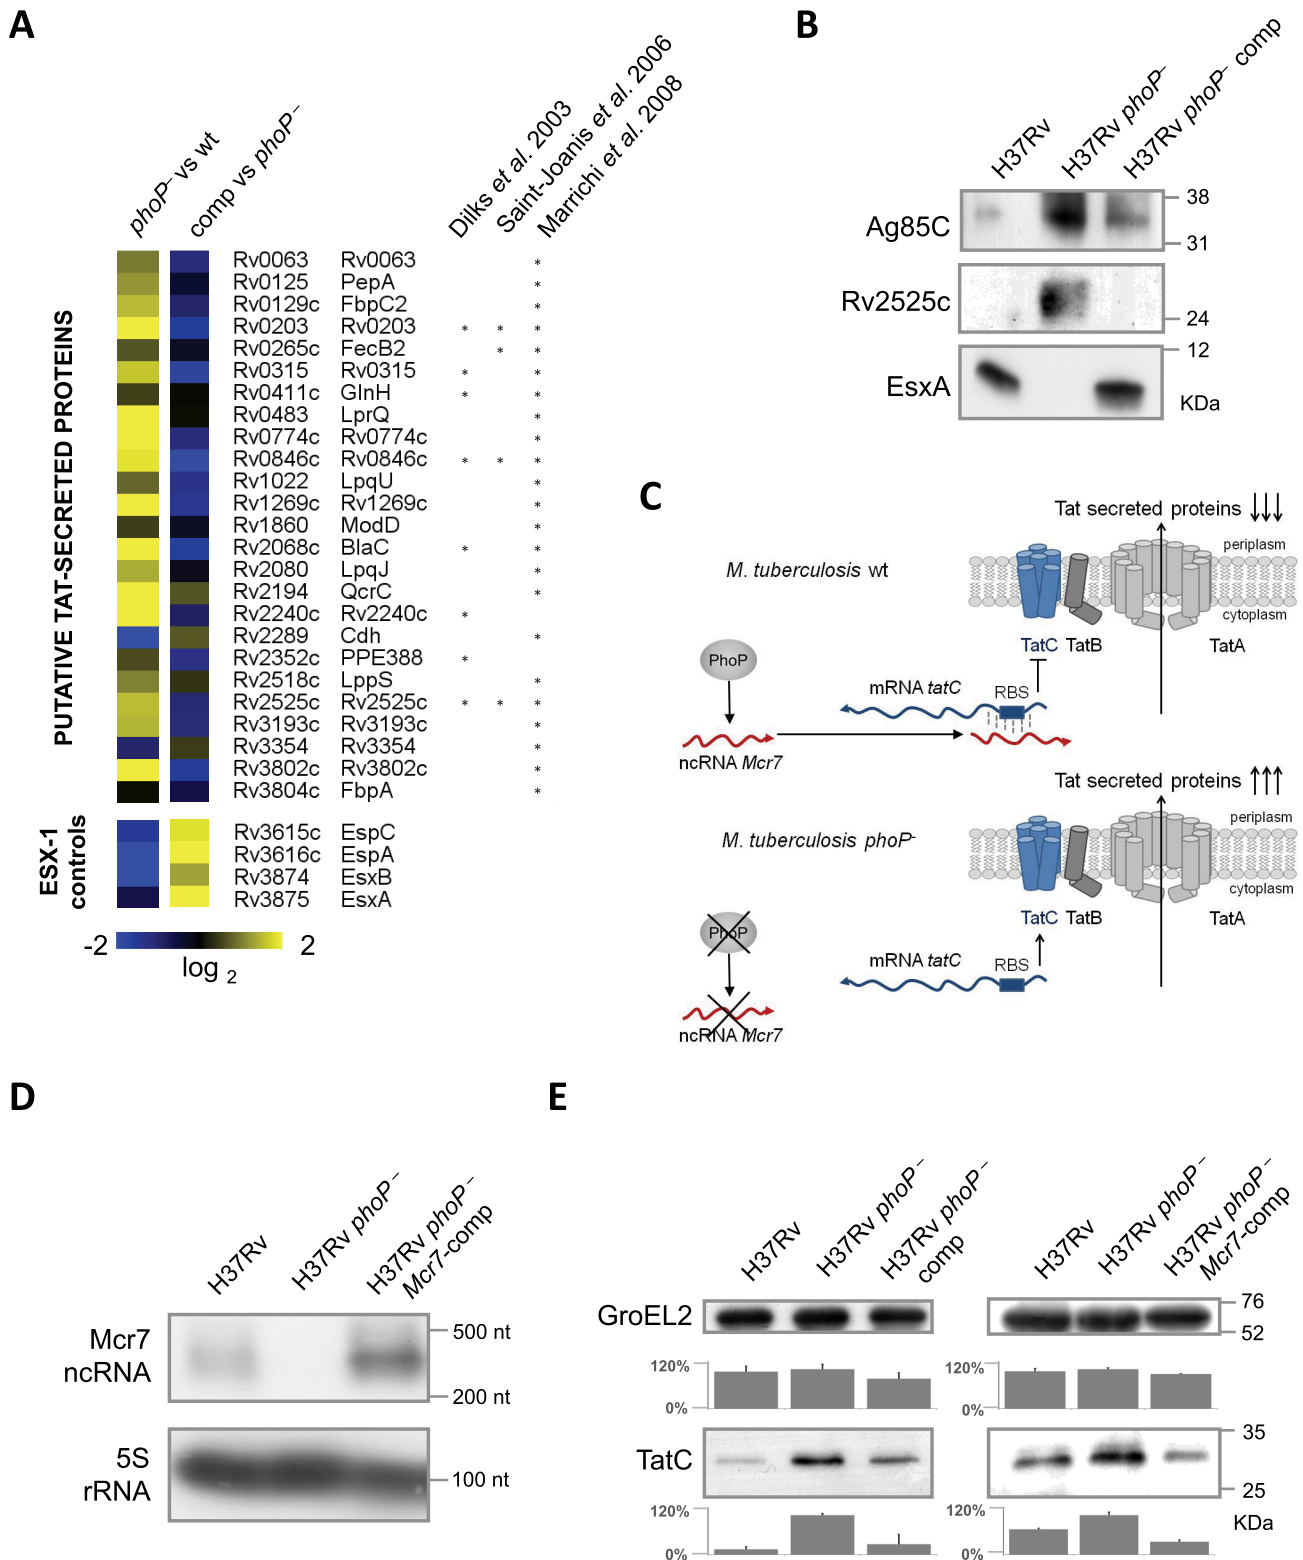 A
phoP– vs wt
comp vs phoP–
Dilks et al. 2003
Saint-Joanis et al. 2006
Marrichi et al. 2008
PUTATIVE TAT-SECRETED PROTEINS
Rv0063 Rv0063 *
Rv0125 PepA *
Rv0129c FbpC2 *
Rv0203 Rv0203 * * *
Rv0265c FecB2 * *
Rv0315 Rv0315 * *
Rv0411c GlnH * *
Rv0483 LprQ *
Rv0774c Rv0774c *
Rv0846c Rv0846c * * *
Rv1022 LpqU *
Rv1269c Rv1269c *
Rv1860 ModD *
Rv2068c BlaC * *
Rv2080 LpqJ *
Rv2194 QcrC *
Rv2240c Rv2240c *
Rv2289 Cdh *
Rv2352c PPE388 *
Rv2518c LppS *
Rv2525c Rv2525c * * *
Rv3193c Rv3193c *
Rv3354 Rv3354 *
Rv3802c Rv3802c *
Rv3804c FbpA *
ESX-1
controls
Rv3615c EspC
Rv3616c EspA
Rv3874 EsxB
Rv3875 EsxA
-2 2
log 2
B
H37Rv
H37Rv phoP–
H37Rv phoP– comp
Ag85C
38
31
Rv2525c
24
EsxA
12
KDa
C
Tat secreted proteins ↓↓↓
periplasm
M. tuberculosis wt
cytoplasm
TatC TatB TatA
PhoP
mRNA tatC RBS
ncRNA Mcr7
Tat secreted proteins ↑↑↑
periplasm
M. tuberculosis phoP-
cytoplasm
TatC TatB TatA
PhoP
mRNA tatC RBS
ncRNA Mcr7
D
H37Rv
H37Rv phoP–
H37Rv phoP–
Mcr7-comp
Mcr7
ncRNA
500 nt
200 nt
5S
rRNA
100 nt
E
H37Rv
H37Rv phoP–
H37Rv phoP–
comp
H37Rv
H37Rv phoP–
H37Rv phoP–
Mcr7-comp
GroEL2
76
52
120%
0%
120%
0%
TatC
35
25
120%
0%
120%
0%
KDa